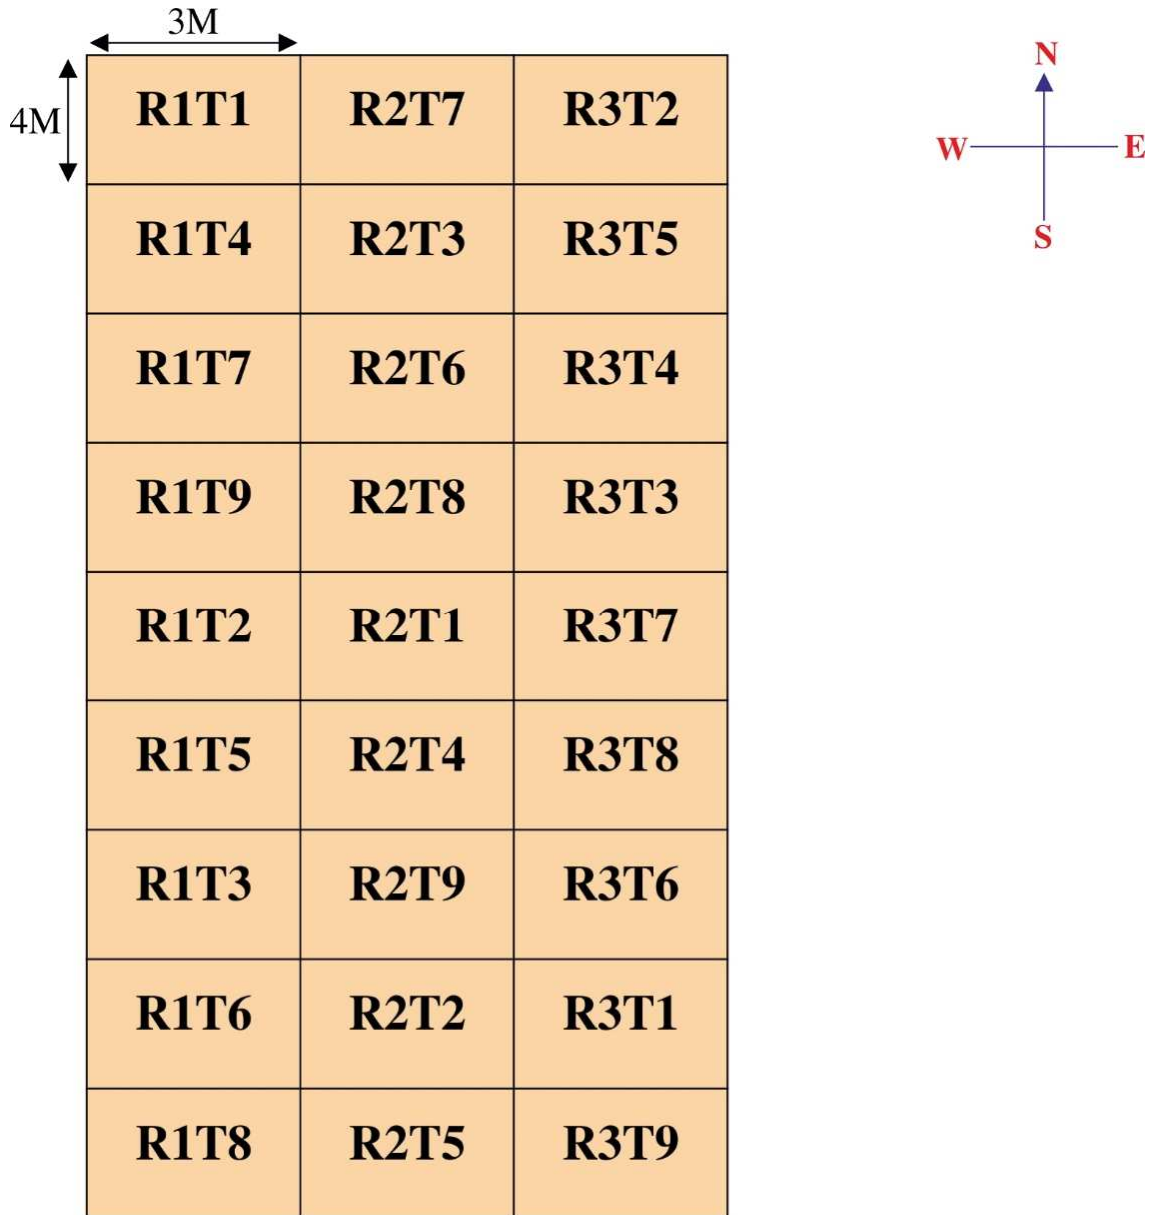 3M
N
4M
R1T1 R2T7 R3T2
W E
R1T4 R2T3 R3T5
S
R1T7 R2T6 R3T4
R1T9 R2T8 R3T3
R1T2 R2T1 R3T7
R1T5 R2T4 R3T8
R1T3 R2T9 R3T6
R1T6 R2T2 R3T1
R1T8 R2T5 R3T9